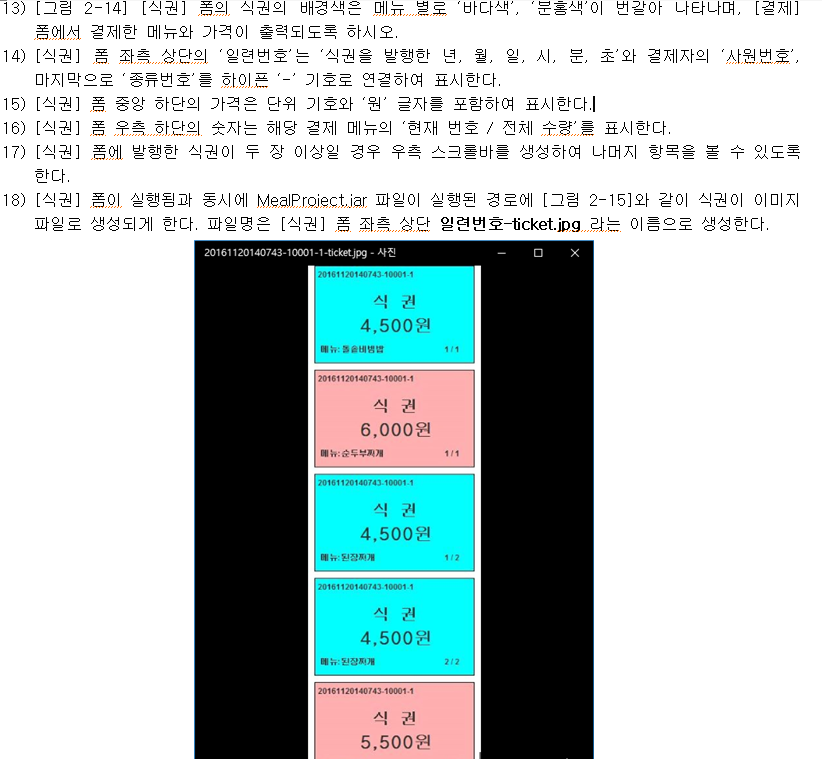 13) [그림 2-14] [식권] 폼의 식권의 배경색은 메뉴 별로 '바다색', '분홍색'이 번갈아 나타나며, [결제]
폼에서 결제한 메뉴와 가격이 출력되도록 하시오.
14) [식권] 폼 좌측 상단의 '일련번호'는 '식권을 발행한 년, 월, 일, 시, 분, 초'와 결제자의 '사원번호',
마지막으로 '종류번호'를 하이픈 '-' 기호로 연결하여 표시한다.
15) [식권] 폼 중앙 하단의 가격은 단위 기호와 '원' 글자를 포함하여 표시한다.
16) [식권] 폼 우측 하단의 숫자는 해당 결제 메뉴의 '현재 번호 / 전체 수량'를 표시한다.
17) [식권] 폼에 발행한 식권이 두 장 이상일 경우 우측 스크롤바를 생성하여 나머지 항목을 볼 수 있도록
한다.
18) [식권] 폼이 실행됨과 동시에 MealProject.jar 파일이 실행된 경로에 [그림 2-15]와 같이 식권이 이미지
파일로 생성되게 한다. 파일명은 [식권] 폼 좌측 상단 일련번호-ticket.jpg 라는 이름으로 생성한다.
20161120140743-10001-1-ticket.jpg - 사진
20161120140743-10001-1
식 권
4,500원
메뉴:돌솥비빔밥 1/1
20161120140743-10001-1
식 권
6,000원
메뉴:순두부찌개 1/1
20161120140743-10001-1
식 권
4,500원
메뉴:된장찌개 1/2
20161120140743-10001-1
식 권
4,500원
메뉴:된장찌개 2/2
20161120140743-10001-1
식 권
5,500원